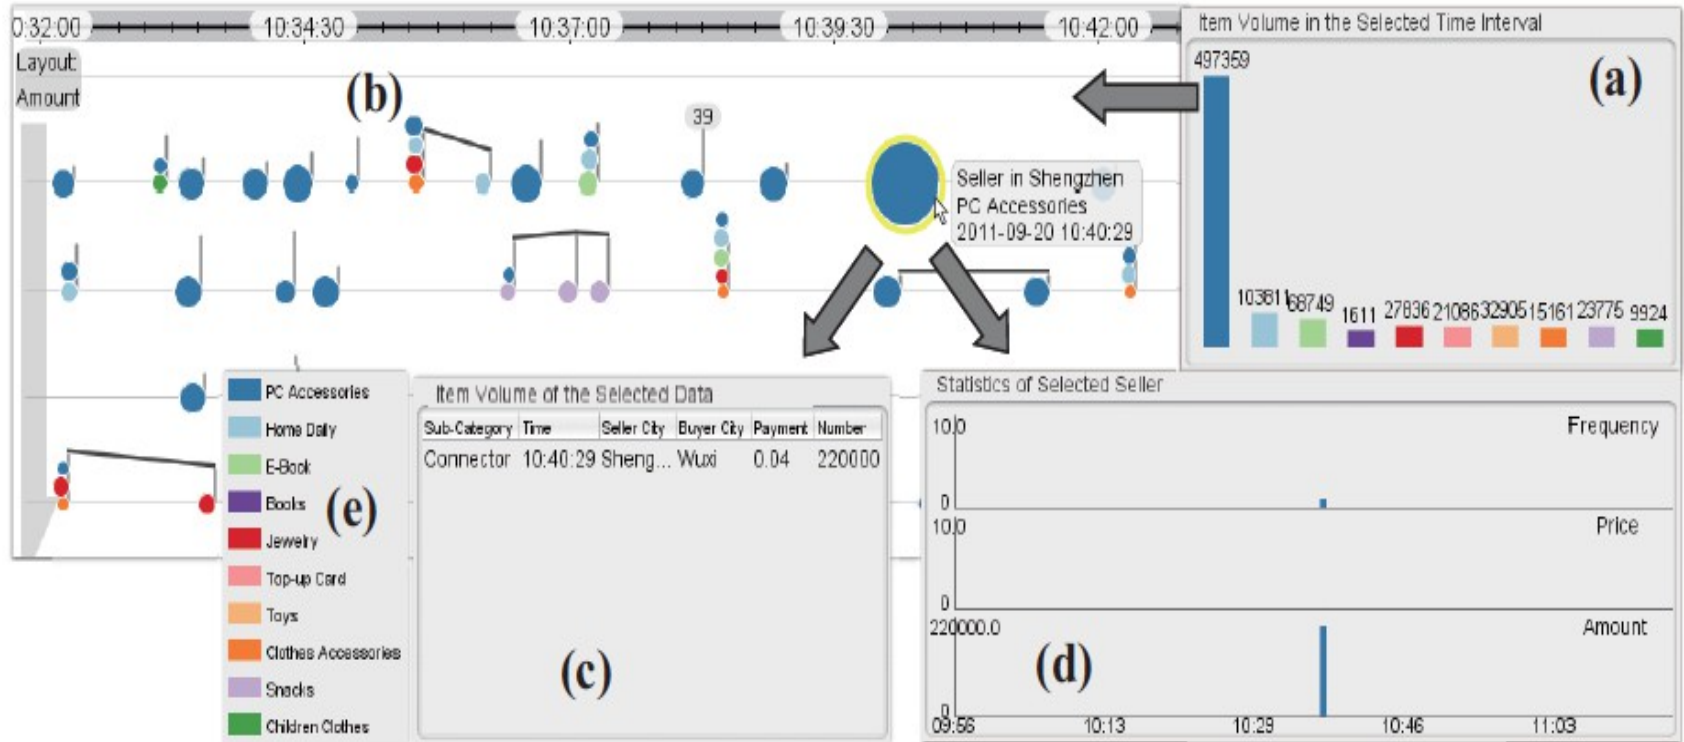 0:32:00 10:34:30 10:37:00 10:39:30 10:42:00
Layout:
Amount
(b)
39
Seller in Shengzhen
PC Accessories
2011-09-20 10:40:29
Item Volume in the Selected Time Interval
497359
(a)
103811 68749 1611 27836 21086 32905 15161 23775 9924
PC Accessories
Home Daily
E-Book
Books
Jewelry
Top-up Card
Toys
Clothes Accessories
Snacks
Children Clothes
(e)
Item Volume of the Selected Data
Sub-Category Time Seller City Buyer City Payment Number
Connector 10:40:29 Sheng... Wuxi 0.04 220000
(c)
Statistics of Selected Seller
10.0 Frequency
0
10.0 Price
0
220000.0 Amount
(d)
0
09:56 10:13 10:29 10:46 11:03